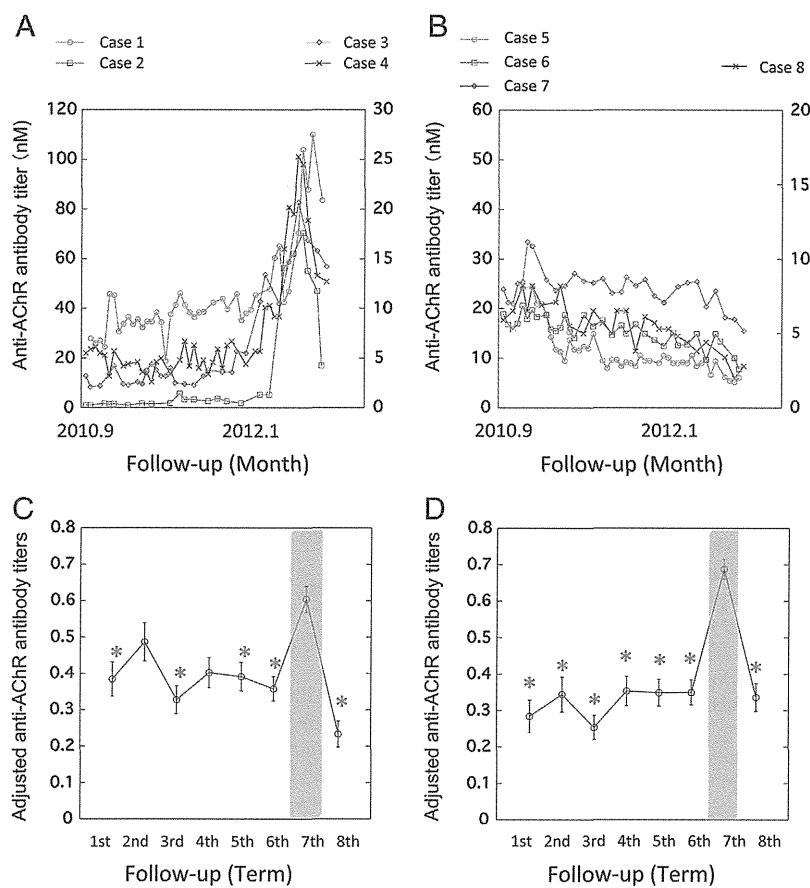 A
Case 1
Case 2
Case 3
Case 4
Anti-AChR antibody titer (nM)
120
100
80
60
40
20
0
30
25
20
15
10
5
0
2010.9
2012.1
Follow-up (Month)
B
Case 5
Case 6
Case 7
Case 8
Anti-AChR antibody titer (nM)
60
50
40
30
20
10
0
20
15
10
5
0
2010.9
2012.1
Follow-up (Month)
C
Adjusted anti-AChR antibody titers
0.8
0.7
0.6
0.5
0.4
0.3
0.2
0.1
0
*
*
*
*
*
1st 2nd 3rd 4th 5th 6th 7th 8th
Follow-up (Term)
D
Adjusted anti-AChR antibody titers
0.8
0.7
0.6
0.5
0.4
0.3
0.2
0.1
0
*
*
*
*
*
*
*
1st 2nd 3rd 4th 5th 6th 7th 8th
Follow-up (Term)